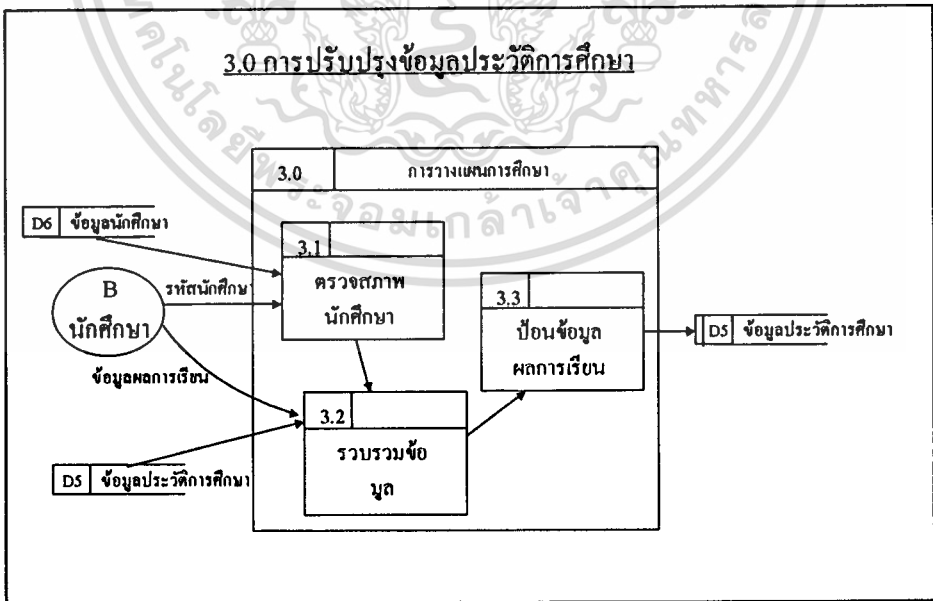 3.0 การปรับปรุงข้อมูลประวัติการศึกษา
3.0 การวางแผนการศึกษา
D6 ข้อมูลนักศึกษา
3.1
ตรวจสภาพ
นักศึกษา
B
นักศึกษา
รหัสนักศึกษา
3.3
ป้อนข้อมูล
ผลการเรียน
D5 ข้อมูลประวัติการศึกษา
ข้อมูลผลการเรียน
3.2
รวบรวมข้อ
มูล
D5 ข้อมูลประวัติการศึกษา